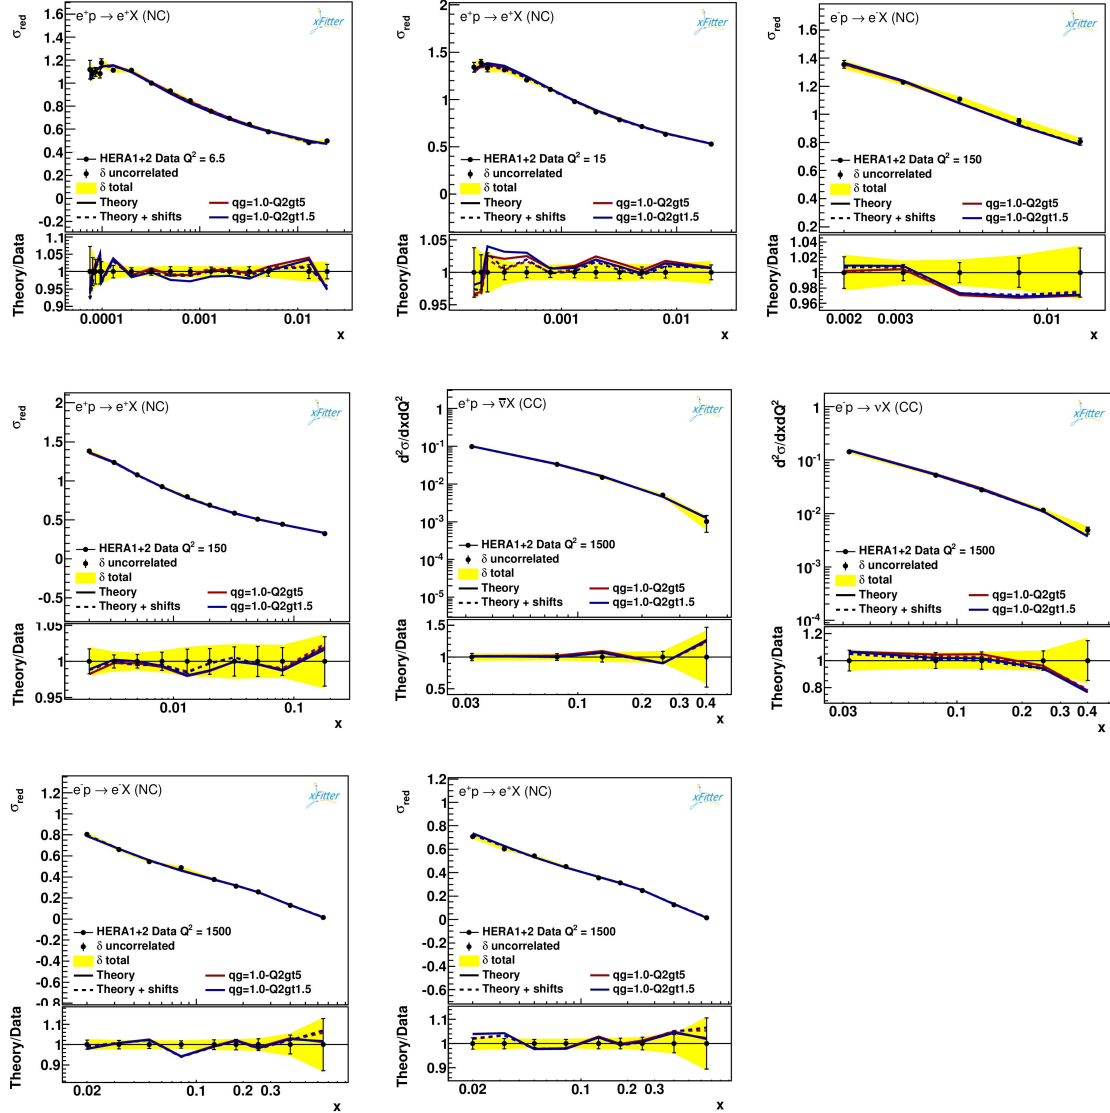 e⁺p → e⁺X (NC)
xFitter
σred
1.6
1.4
1.2
1.0
0.8
0.6
0.4
0.2
0
-0.2
HERA1+2 Data Q² = 6.5
δ uncorrelated
δ total
Theory
Theory + shifts
qg=1.0-Q2gt5
qg=1.0-Q2gt1.5
Theory/Data
1.1
1.05
1
0.95
0.9
0.0001
0.001
0.01
x
e⁺p → e⁺X (NC)
xFitter
σred
2
1.5
1
0.5
0
HERA1+2 Data Q² = 15
δ uncorrelated
δ total
Theory
Theory + shifts
qg=1.0-Q2gt5
qg=1.0-Q2gt1.5
Theory/Data
1.05
1
0.95
0.001
0.01
x
e⁻p → e⁻X (NC)
xFitter
σred
1.6
1.4
1.2
1
0.8
0.6
0.4
0.2
HERA1+2 Data Q² = 150
δ uncorrelated
δ total
Theory
Theory + shifts
qg=1.0-Q2gt5
qg=1.0-Q2gt1.5
Theory/Data
1.04
1.02
1
0.98
0.96
0.002
0.003
0.01
x
e⁺p → e⁺X (NC)
xFitter
σred
2
1.5
1
0.5
0
-0.5
HERA1+2 Data Q² = 150
δ uncorrelated
δ total
Theory
Theory + shifts
qg=1.0-Q2gt5
qg=1.0-Q2gt1.5
Theory/Data
1.05
1
0.95
0.01
0.1
x
e⁺p → ν̄X (CC)
xFitter
d²σ/dxdQ²
1
10⁻¹
10⁻²
10⁻³
10⁻⁴
10⁻⁵
HERA1+2 Data Q² = 1500
δ uncorrelated
δ total
Theory
Theory + shifts
qg=1.0-Q2gt5
qg=1.0-Q2gt1.5
Theory/Data
1.5
1.0
0.5
0.03
0.1
0.2
0.3
0.4
x
e⁻p → νX (CC)
xFitter
d²σ/dxdQ²
1
10⁻¹
10⁻²
10⁻³
10⁻⁴
HERA1+2 Data Q² = 1500
δ uncorrelated
δ total
Theory
Theory + shifts
qg=1.0-Q2gt5
qg=1.0-Q2gt1.5
Theory/Data
1.2
1
0.8
0.03
0.1
0.2
0.3
0.4
x
e⁻p → e⁻X (NC)
xFitter
σred
1.2
1
0.8
0.6
0.4
0.2
0
-0.2
-0.4
-0.6
-0.8
HERA1+2 Data Q² = 1500
δ uncorrelated
δ total
Theory
Theory + shifts
qg=1.0-Q2gt5
qg=1.0-Q2gt1.5
Theory/Data
1.1
1
0.9
0.02
0.1
0.2
0.3
x
e⁺p → e⁺X (NC)
xFitter
σred
1.2
1
0.8
0.6
0.4
0.2
0
-0.2
-0.4
-0.6
HERA1+2 Data Q² = 1500
δ uncorrelated
δ total
Theory
Theory + shifts
qg=1.0-Q2gt5
qg=1.0-Q2gt1.5
Theory/Data
1.1
1
0.9
0.02
0.1
0.2
0.3
x